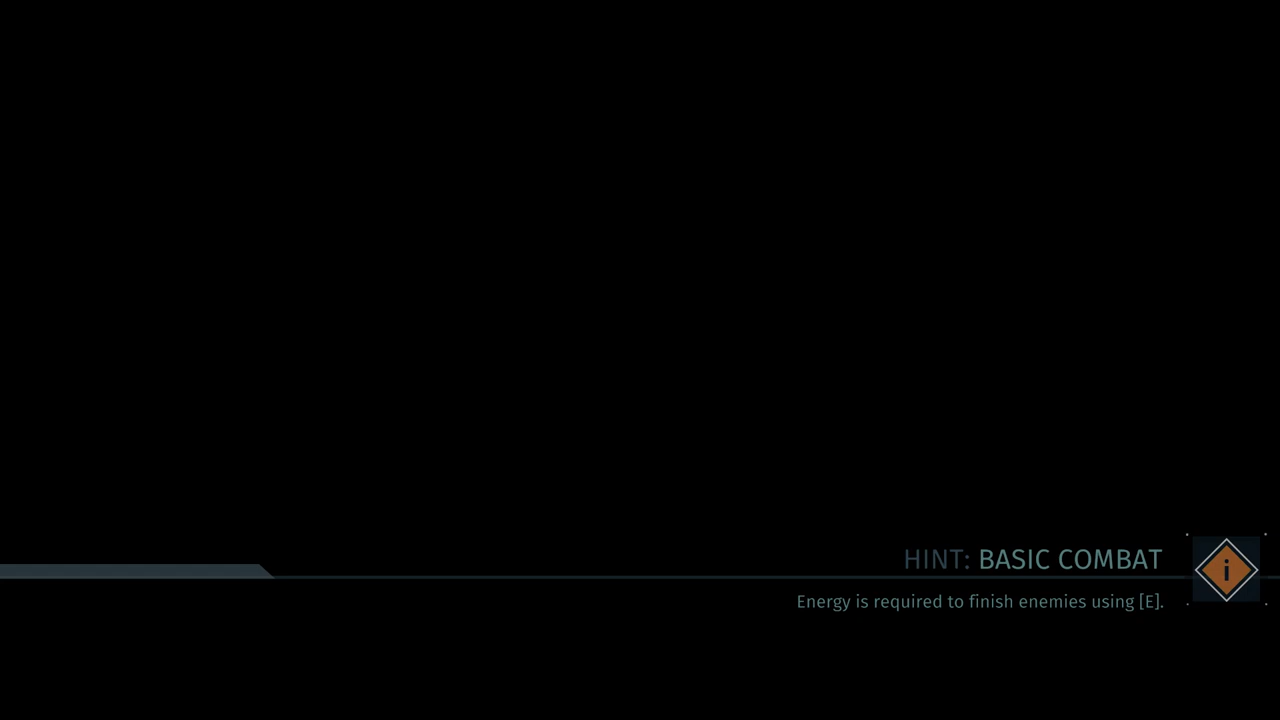 HINT: BASIC COMBAT
i
Energy is required to finish enemies using [E].